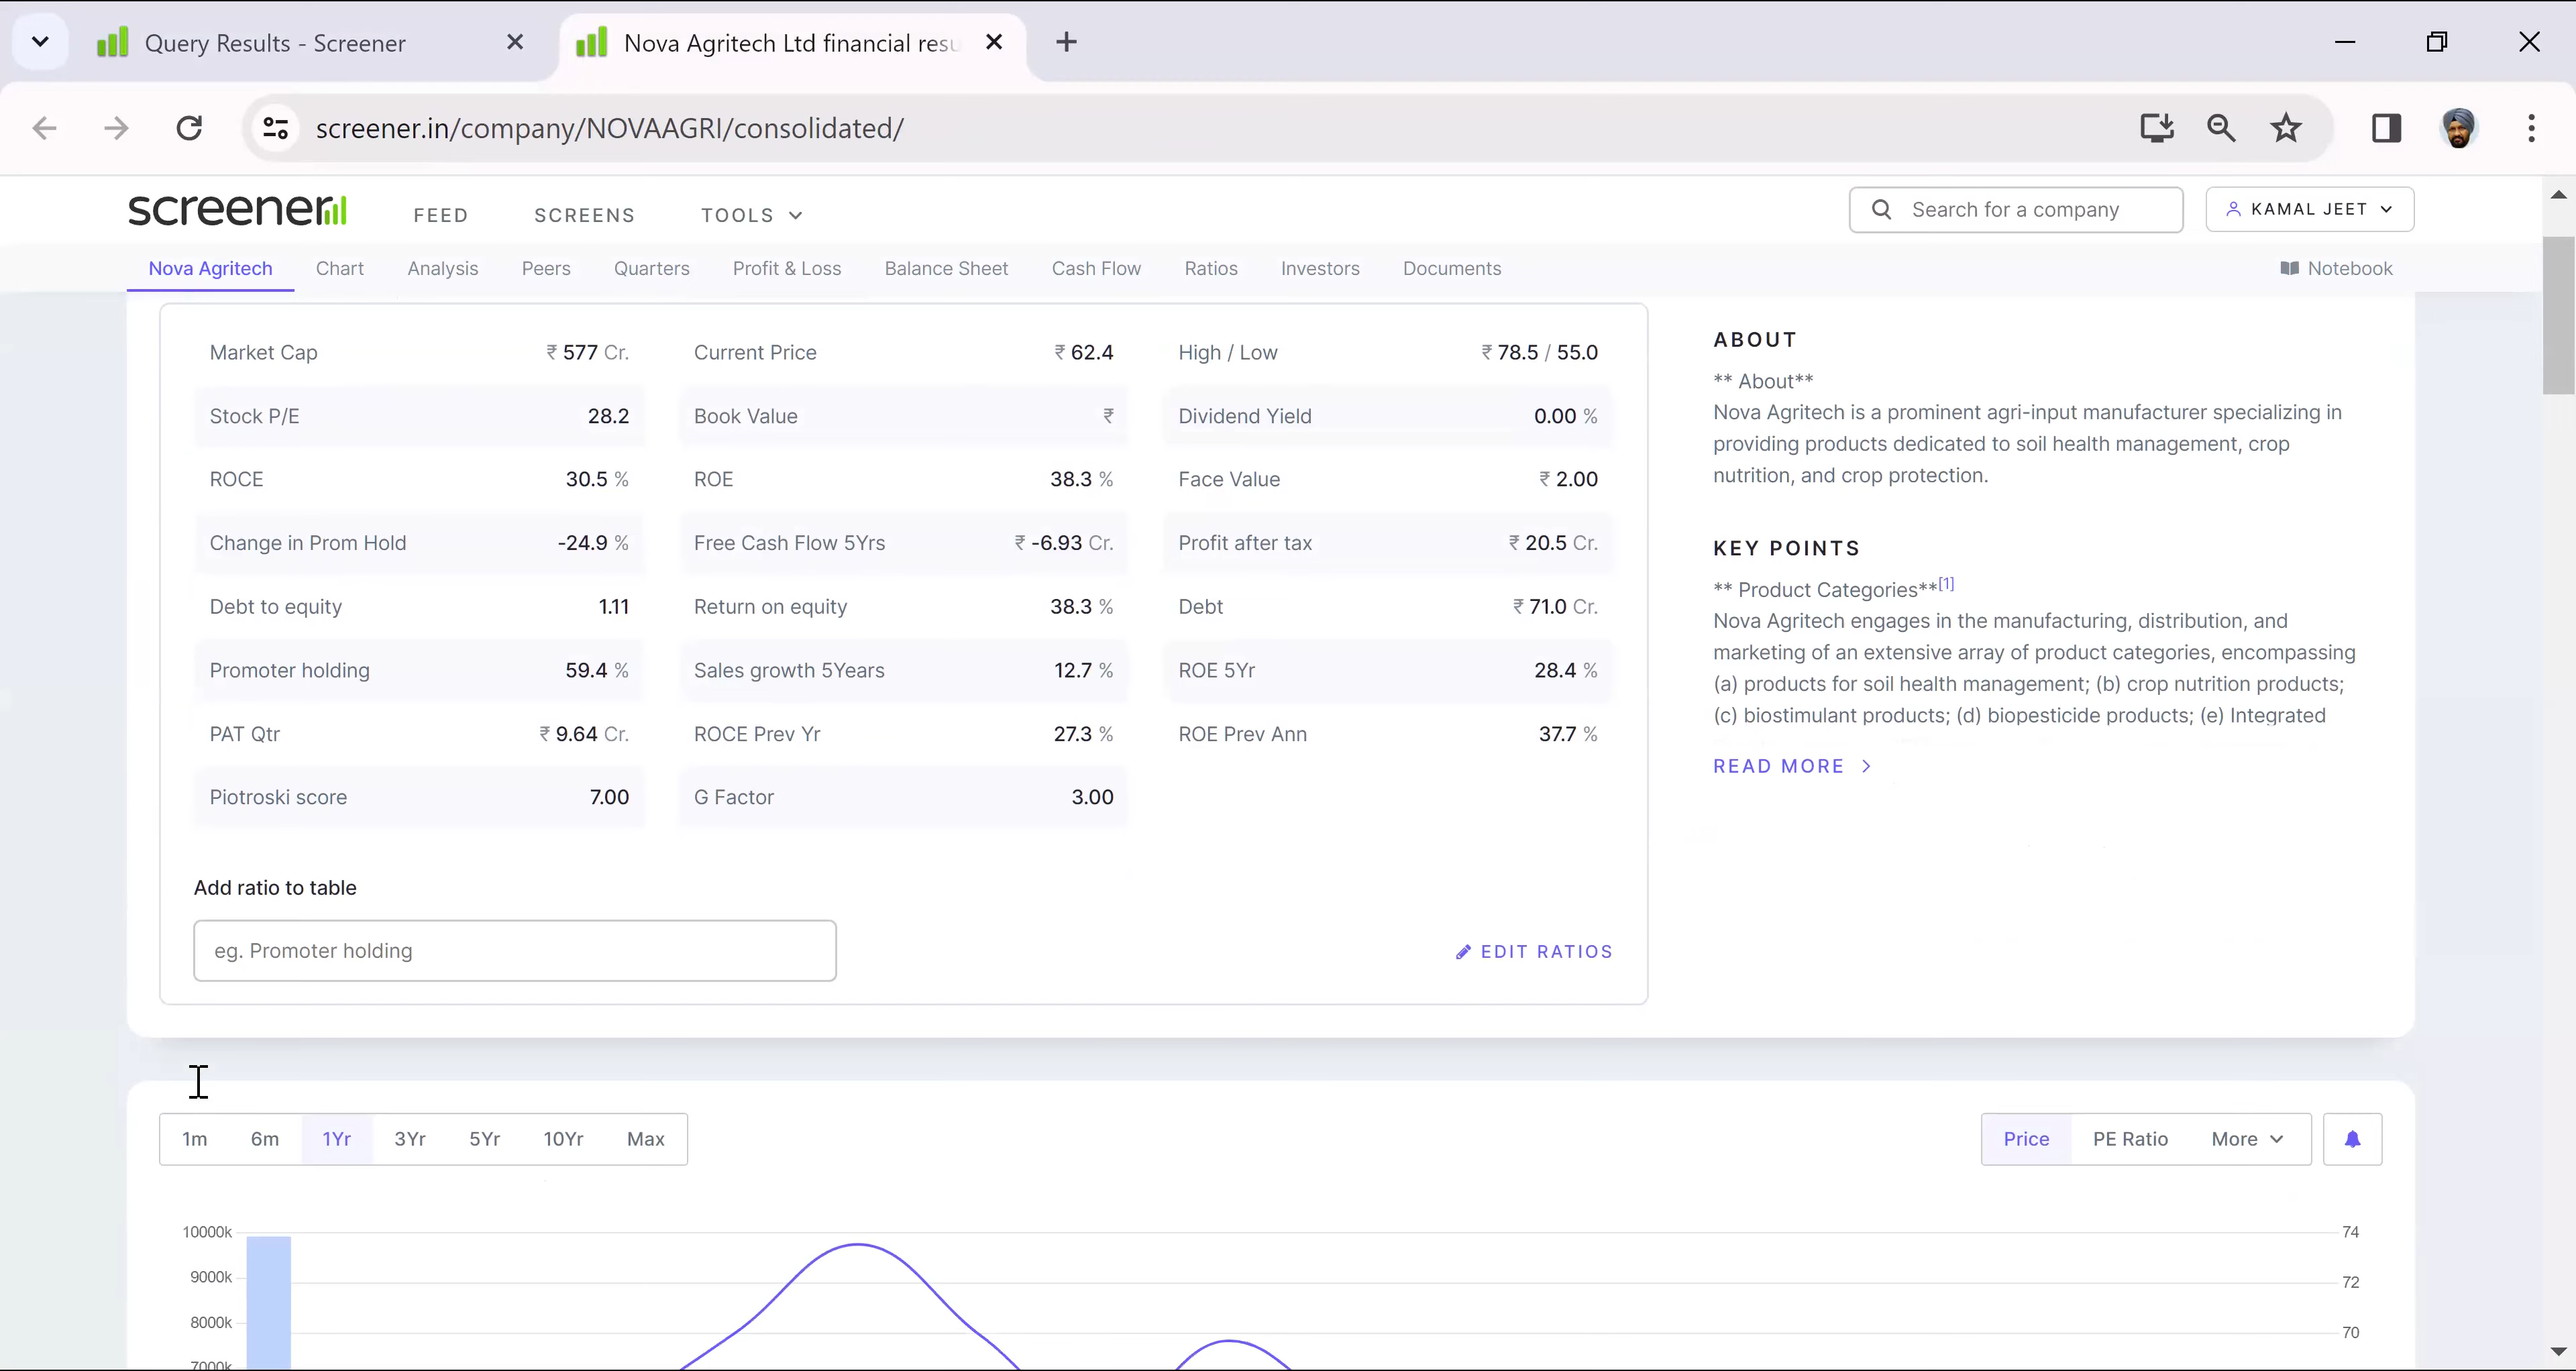 Query Results - Screener
Nova Agritech Ltd financial resu
screener.in/company/NOVAAGRI/consolidated/
screener
FEED
SCREENS
TOOLS
Search for a company
KAMAL JEET
Nova Agritech
Chart
Analysis
Peers
Quarters
Profit & Loss
Balance Sheet
Cash Flow
Ratios
Investors
Documents
Notebook
Market Cap ₹ 577 Cr.
Current Price ₹ 62.4
High / Low ₹ 78.5 / 55.0
Stock P/E 28.2
Book Value ₹
Dividend Yield 0.00 %
ROCE 30.5 %
ROE 38.3 %
Face Value ₹ 2.00
Change in Prom Hold -24.9 %
Free Cash Flow 5Yrs ₹ -6.93 Cr.
Profit after tax ₹ 20.5 Cr.
Debt to equity 1.11
Return on equity 38.3 %
Debt ₹ 71.0 Cr.
Promoter holding 59.4 %
Sales growth 5Years 12.7 %
ROE 5Yr 28.4 %
PAT Qtr ₹ 9.64 Cr.
ROCE Prev Yr 27.3 %
ROE Prev Ann 37.7 %
Piotroski score 7.00
G Factor 3.00
Add ratio to table
eg. Promoter holding
EDIT RATIOS
ABOUT
** About**
Nova Agritech is a prominent agri-input manufacturer specializing in
providing products dedicated to soil health management, crop
nutrition, and crop protection.
KEY POINTS
** Product Categories**[1]
Nova Agritech engages in the manufacturing, distribution, and
marketing of an extensive array of product categories, encompassing
(a) products for soil health management; (b) crop nutrition products;
(c) biostimulant products; (d) biopesticide products; (e) Integrated
READ MORE
1m
6m
1Yr
3Yr
5Yr
10Yr
Max
Price
PE Ratio
More
10000k
74
9000k
72
8000k
70
7000k